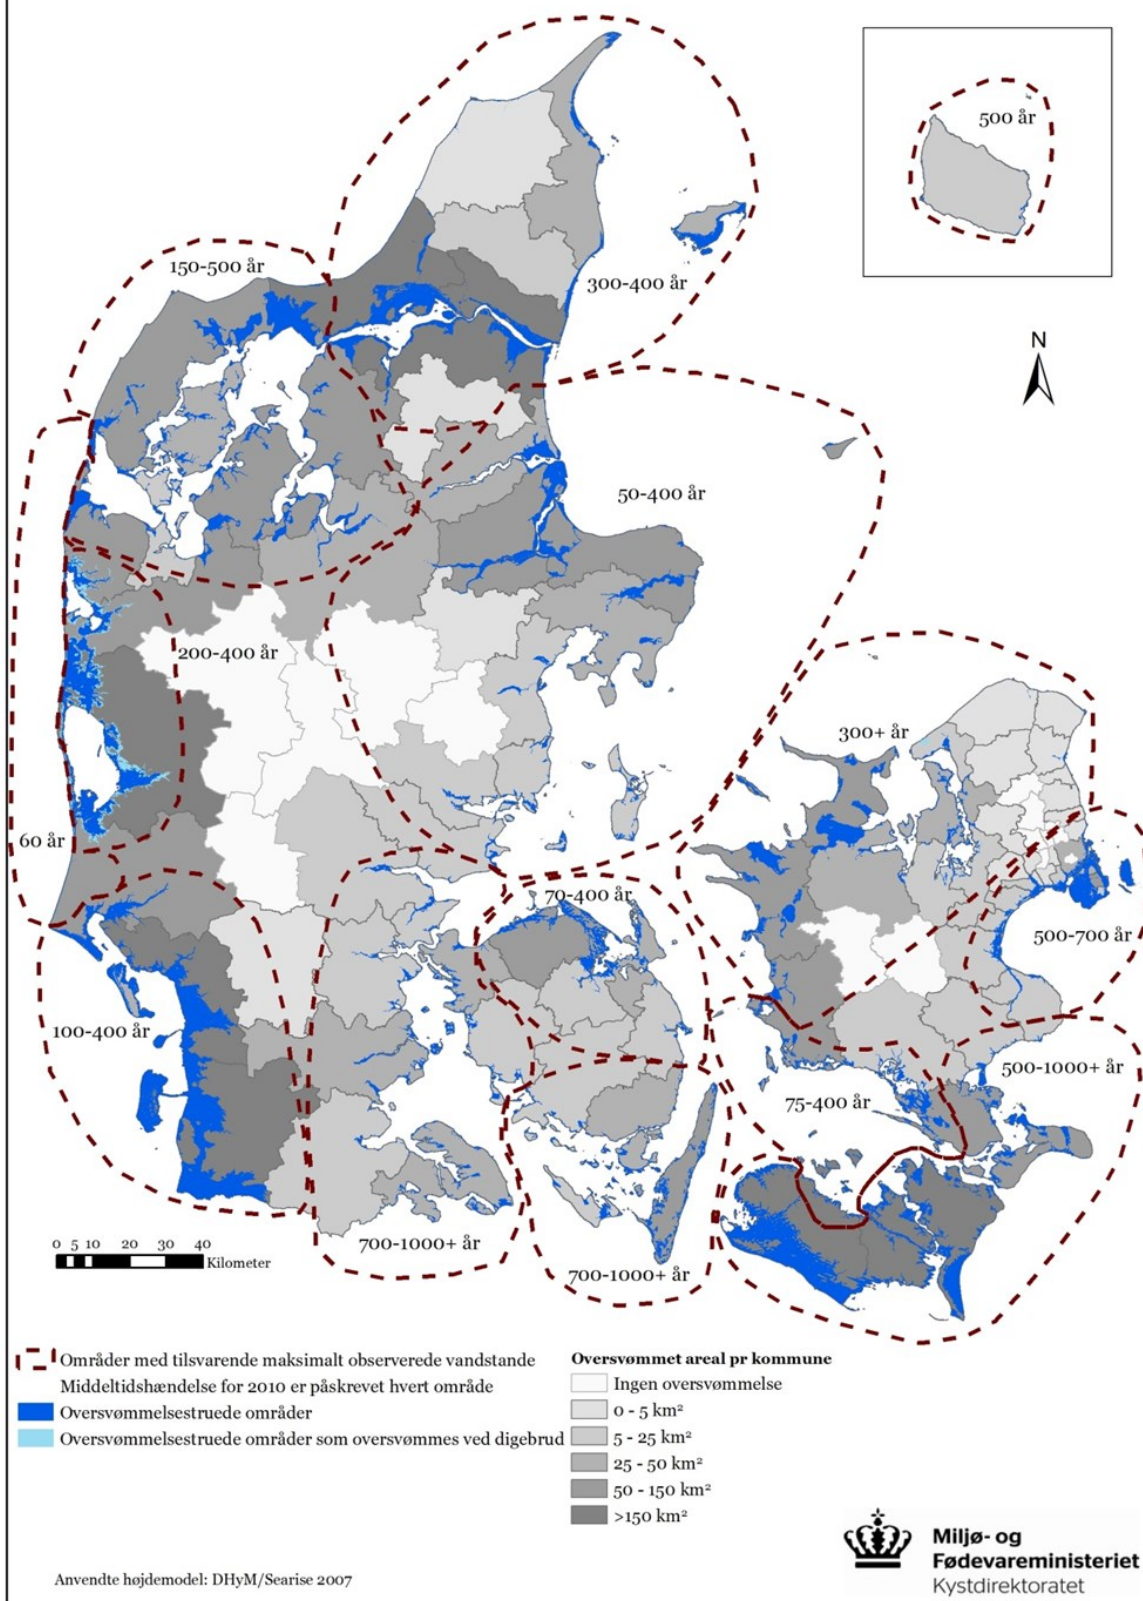 500 år
150-500 år
300-400 år
N
50-400 år
200-400 år
300+ år
60 år
70-400 år
500-700 år
100-400 år
500-1000+ år
75-400 år
700-1000+ år
700-1000+ år
0 5 10 20 30 40
Kilometer
Områder med tilsvarende maksimalt observerede vandstande
Middeltidshændelse for 2010 er påskrevet hvert område
Oversvømmelsestruede områder
Oversvømmelsestruede områder som oversvømmes ved digebrud
Oversvømmet areal pr kommune
Ingen oversvømmelse
0 - 5 km²
5 - 25 km²
25 - 50 km²
50 - 150 km²
>150 km²
Anvendte højdemodel: DHyM/Searise 2007
Miljø- og
Fødevareministeriet
Kystdirektoratet